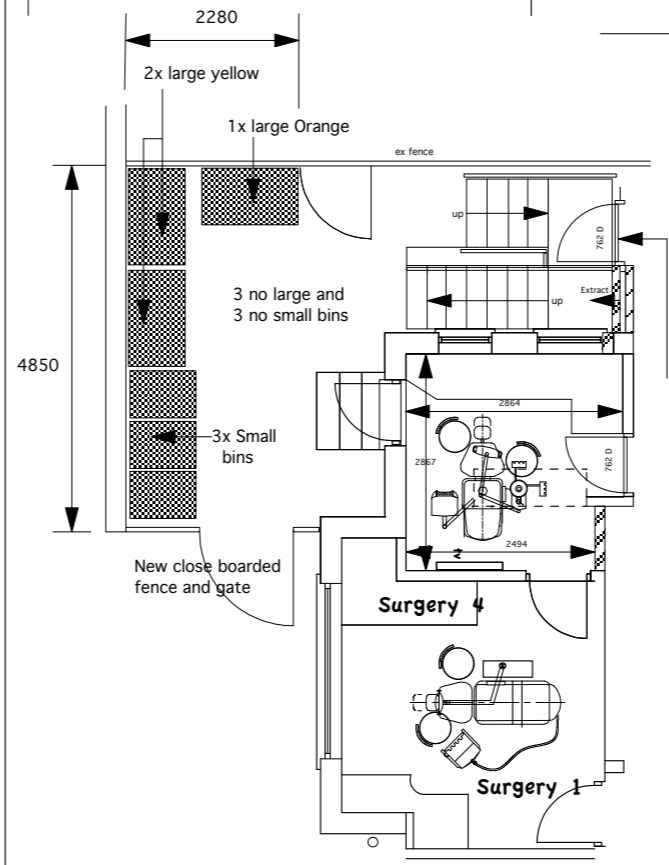 2280
2x large yellow
1x large Orange
ex fence
up
762 D
3 no large and
3 no small bins
Extract
up
4850
2864
3x Small
bins
2867
762 D
2494
New close boarded
fence and gate
Surgery 4
Surgery 1